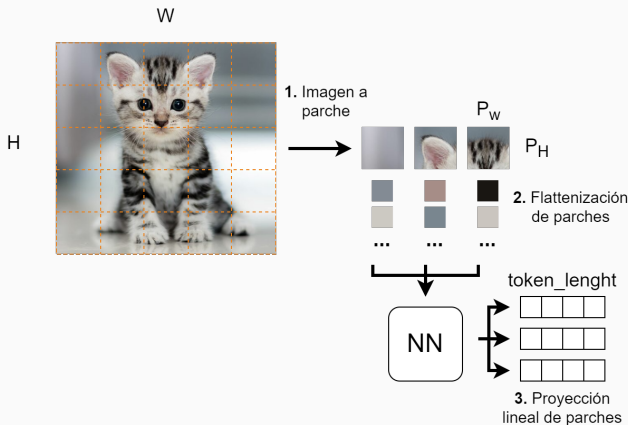 W
H
1. Imagen a
parche
P_W
P_H
2. Flattenización
de parches
...
...
...
token_lenght
NN
3. Proyección
lineal de parches